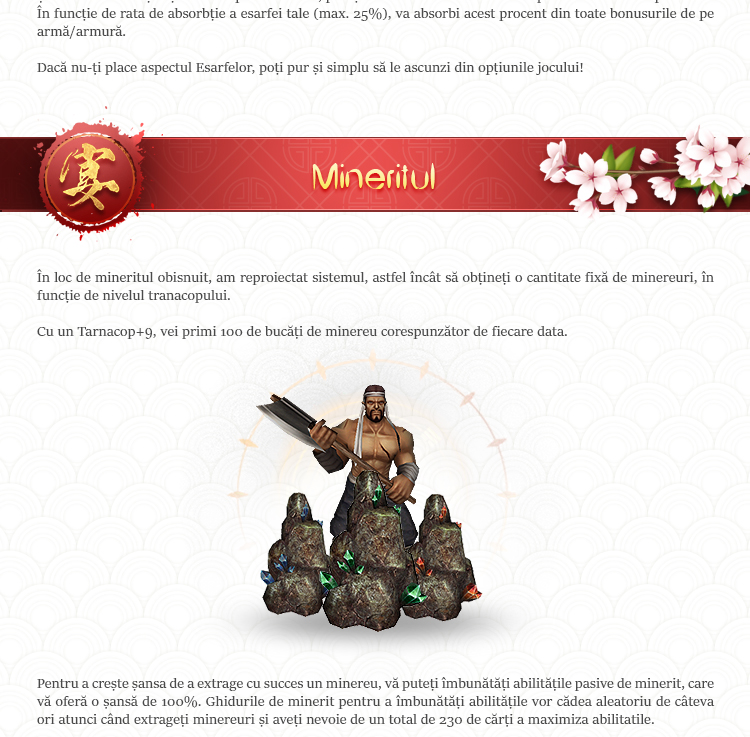 În funcție de rata de absorbție a esarfei tale (max. 25%), va absorbi acest procent din toate bonusurile de pe
armă/armură.
Dacă nu-ți place aspectul Esarfelor, poți pur și simplu să le ascunzi din opțiunile jocului!
宴
Mineritul
În loc de mineritul obisnuit, am reproiectat sistemul, astfel încât să obțineți o cantitate fixă de minereuri, în
funcție de nivelul tranacopului.
Cu un Tarnacop+9, vei primi 100 de bucăți de minereu corespunzător de fiecare data.
Pentru a crește șansa de a extrage cu succes un minereu, vă puteți îmbunătăți abilitățile pasive de minerit, care
vă oferă o șansă de 100%. Ghidurile de minerit pentru a îmbunătăți abilitățile vor cădea aleatoriu de câteva
ori atunci când extrageți minereuri și aveți nevoie de un total de 230 de cărți a maximiza abilitatile.